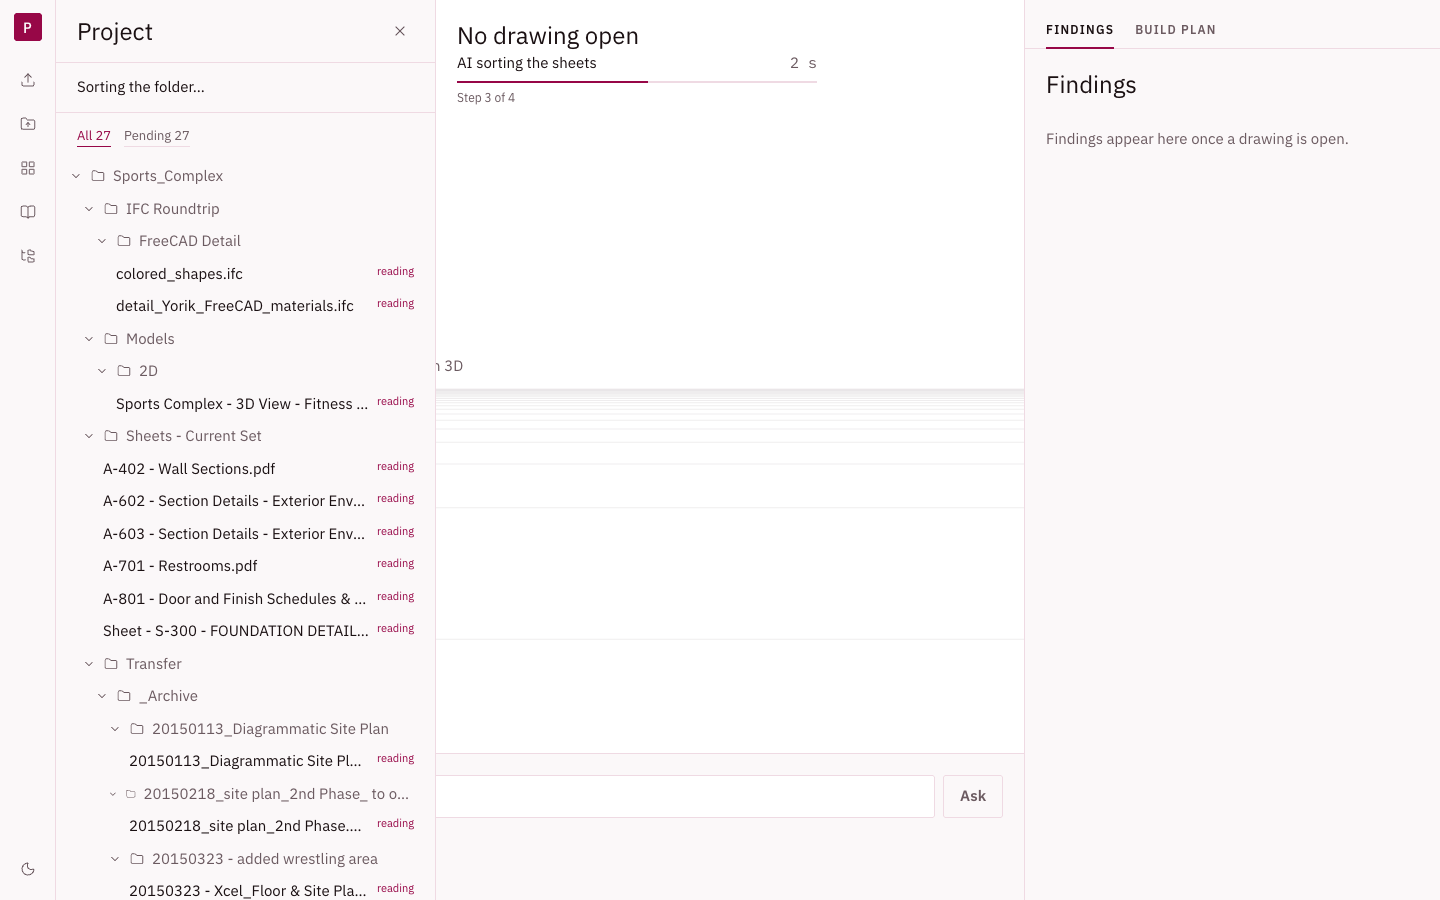 P
Project
Sorting the folder...
All 27
Pending 27
Sports_Complex
IFC Roundtrip
FreeCAD Detail
colored_shapes.ifc reading
detail_Yorik_FreeCAD_materials.ifc reading
Models
2D
Sports Complex - 3D View - Fitness ... reading
Sheets - Current Set
A-402 - Wall Sections.pdf reading
A-602 - Section Details - Exterior Env... reading
A-603 - Section Details - Exterior Env... reading
A-701 - Restrooms.pdf reading
A-801 - Door and Finish Schedules & ... reading
Sheet - S-300 - FOUNDATION DETAIL... reading
Transfer
_Archive
20150113_Diagrammatic Site Plan
20150113_Diagrammatic Site Pl... reading
20150218_site plan_2nd Phase_ to o...
20150218_site plan_2nd Phase.... reading
20150323 - added wrestling area
20150323 - Xcel_Floor & Site Pla... reading
No drawing open
AI sorting the sheets 2 s
Step 3 of 4
3D
Ask
FINDINGS
BUILD PLAN
Findings
Findings appear here once a drawing is open.